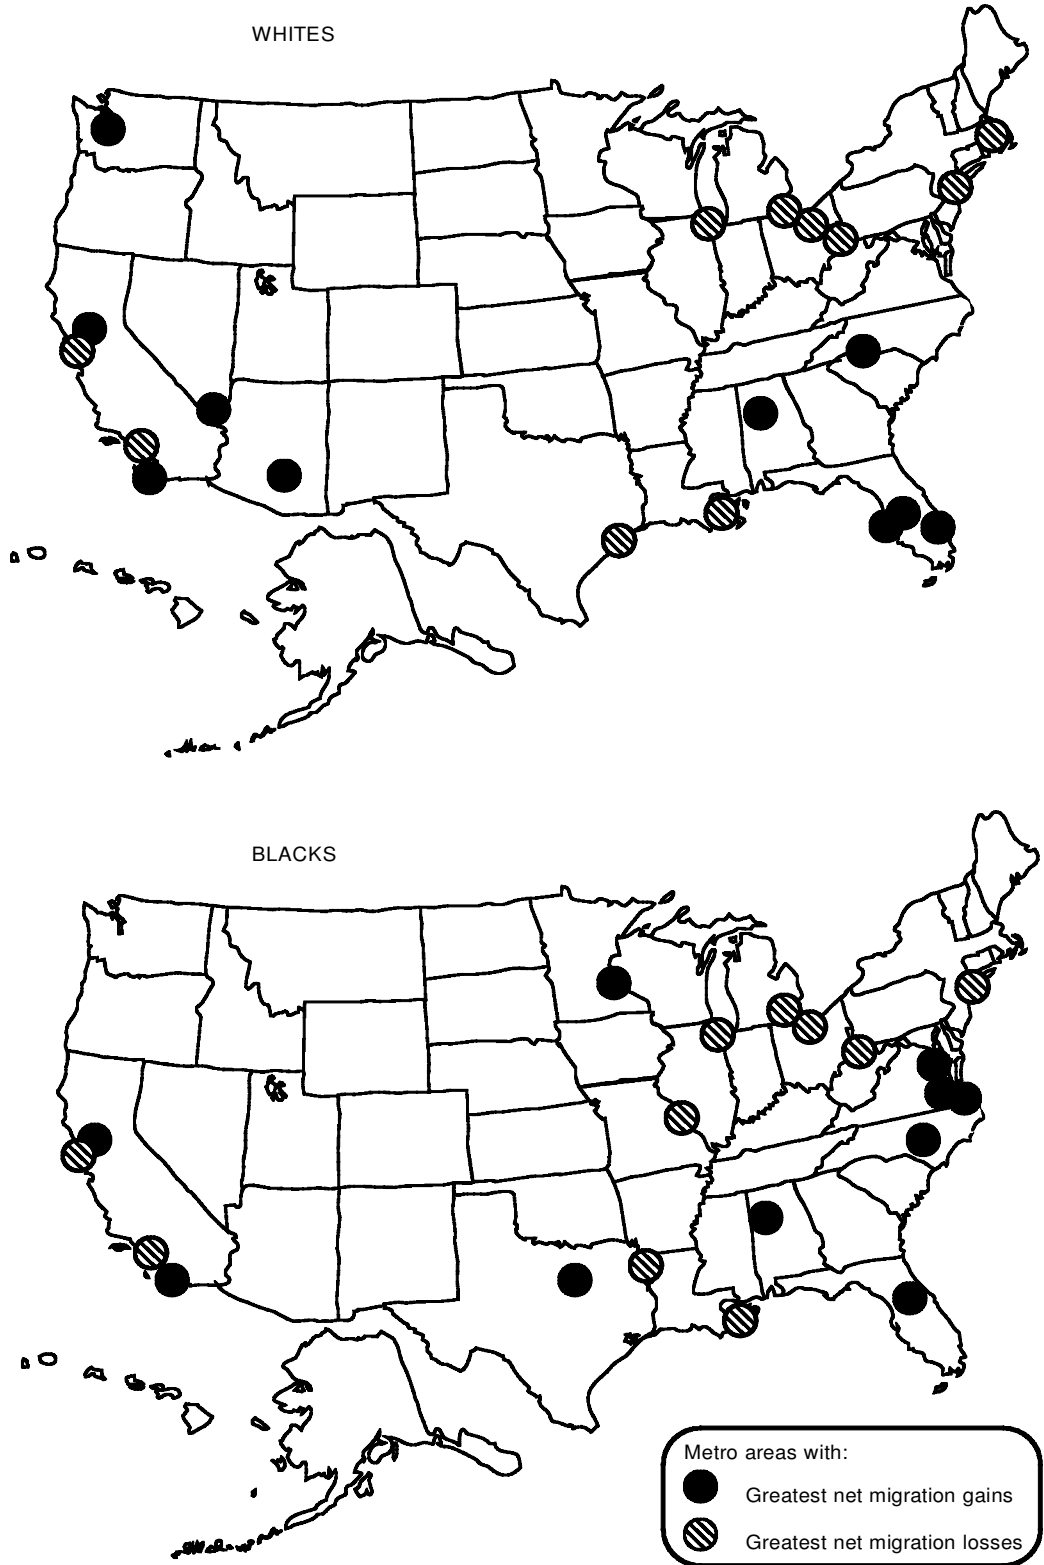 WHITES
BLACKS
Metro areas with:
Greatest net migration gains
Greatest net migration losses